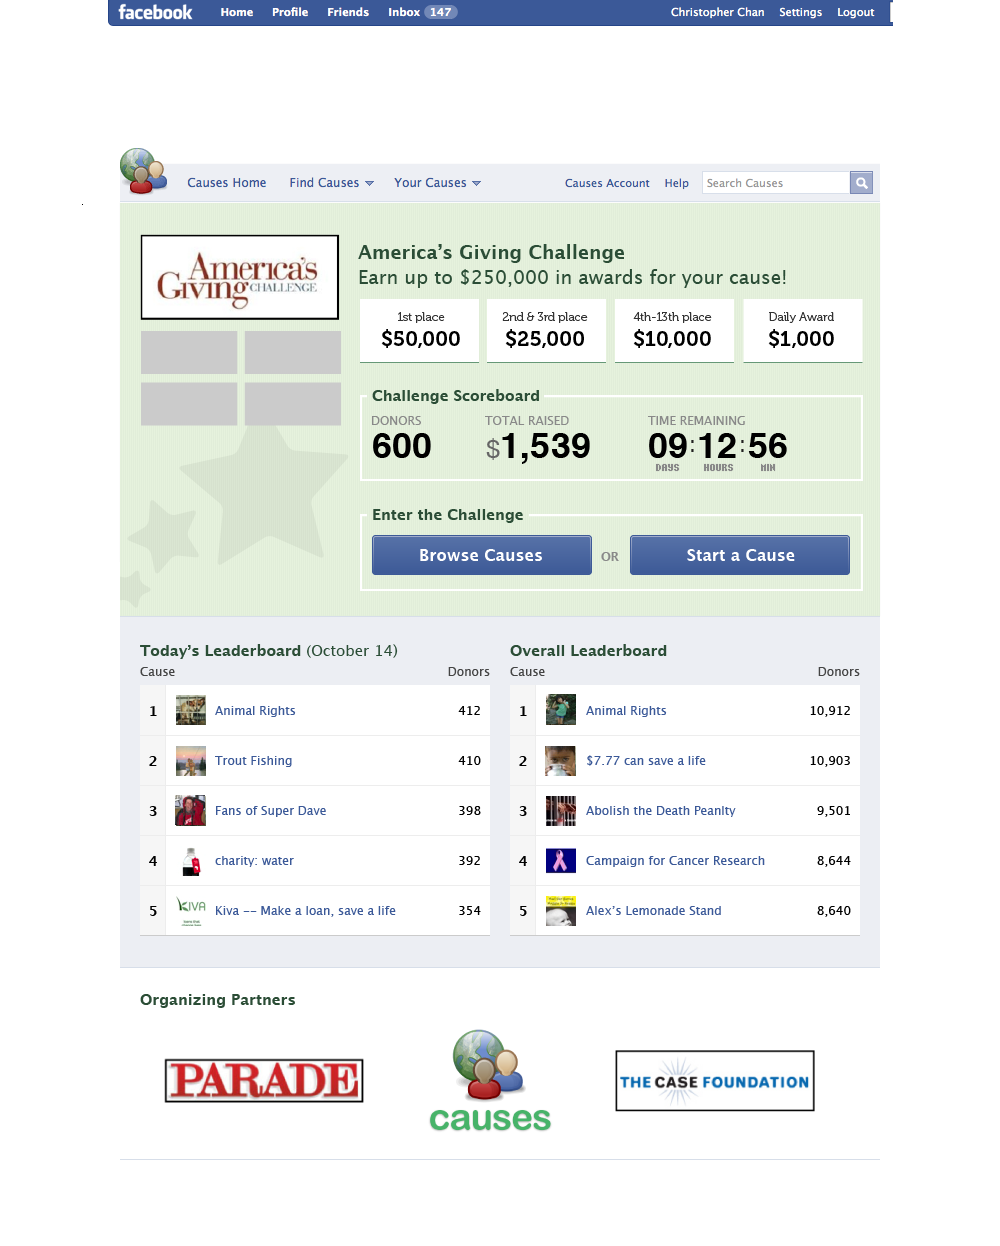 facebook Home Profile Friends Inbox 147 Christopher Chan Settings Logout
Causes Home Find Causes Your Causes Causes Account Help Search Causes
America's Giving CHALLENGE
America's Giving Challenge
Earn up to $250,000 in awards for your cause!
1st place 2nd & 3rd place 4th-13th place Daily Award
$50,000 $25,000 $10,000 $1,000
Challenge Scoreboard
DONORS TOTAL RAISED TIME REMAINING
600 $1,539 09:12:56
DAYS HOURS MIN
Enter the Challenge
Browse Causes OR Start a Cause
Today's Leaderboard (October 14)
Cause Donors
1 Animal Rights 412
2 Trout Fishing 410
3 Fans of Super Dave 398
4 charity: water 392
5 KIVA Kiva -- Make a loan, save a life 354
Overall Leaderboard
Cause Donors
1 Animal Rights 10,912
2 $7.77 can save a life 10,903
3 Abolish the Death Peanlty 9,501
4 Campaign for Cancer Research 8,644
5 Alex's Lemonade Stand 8,640
Organizing Partners
PARADE
causes
THE CASE FOUNDATION